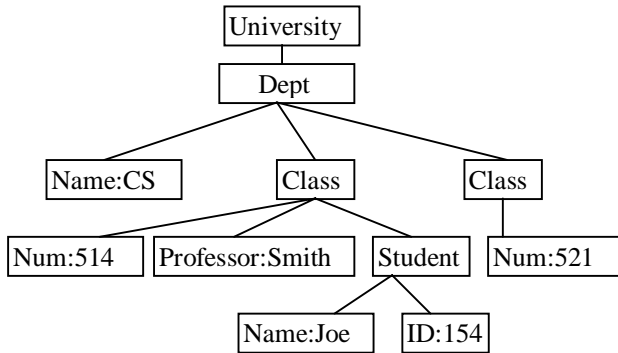 University
Dept
Name:CS
Class
Class
Num:514
Professor:Smith
Student
Num:521
Name:Joe
ID:154